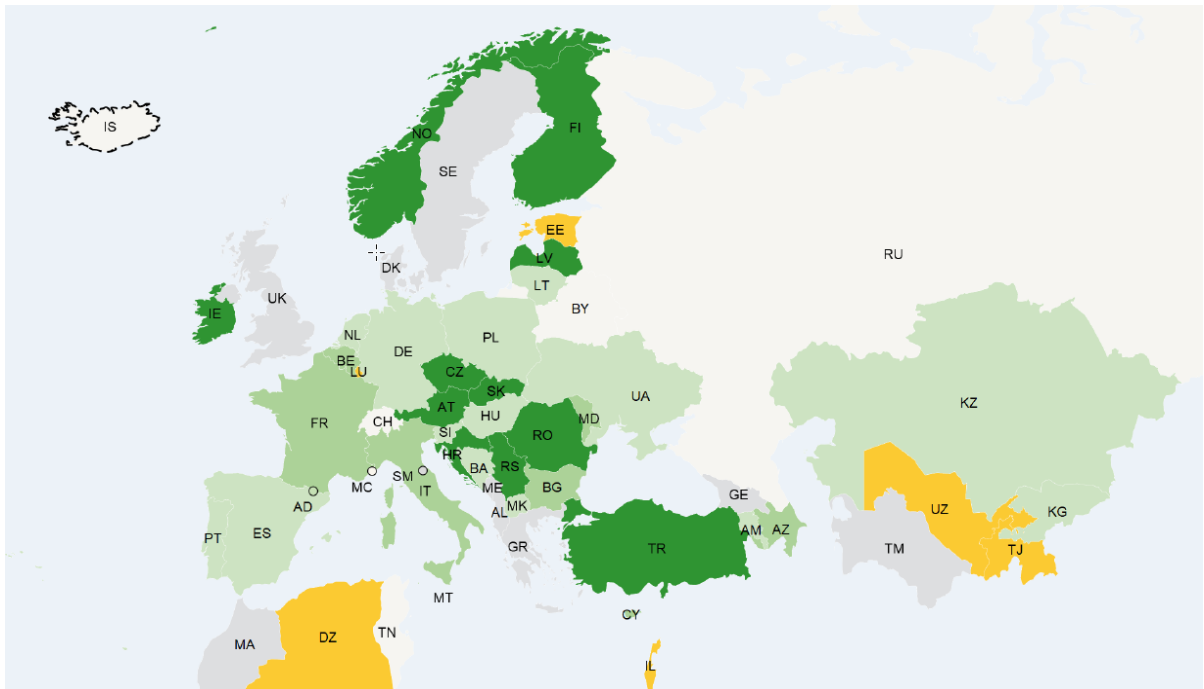 IS
NO
FI
SE
EE
LV
DK
LT
RU
UK
IE
BY
NL
DE
PL
BE
LU
CZ
SK
UA
AT
HU
KZ
FR
CH
MD
SI
RO
HR
BA
RS
SM
MC
IT
ME
BG
GE
AD
MK
UZ
KG
AL
AM
AZ
PT
ES
GR
TR
TM
TJ
MT
CY
MA
DZ
TN
IL